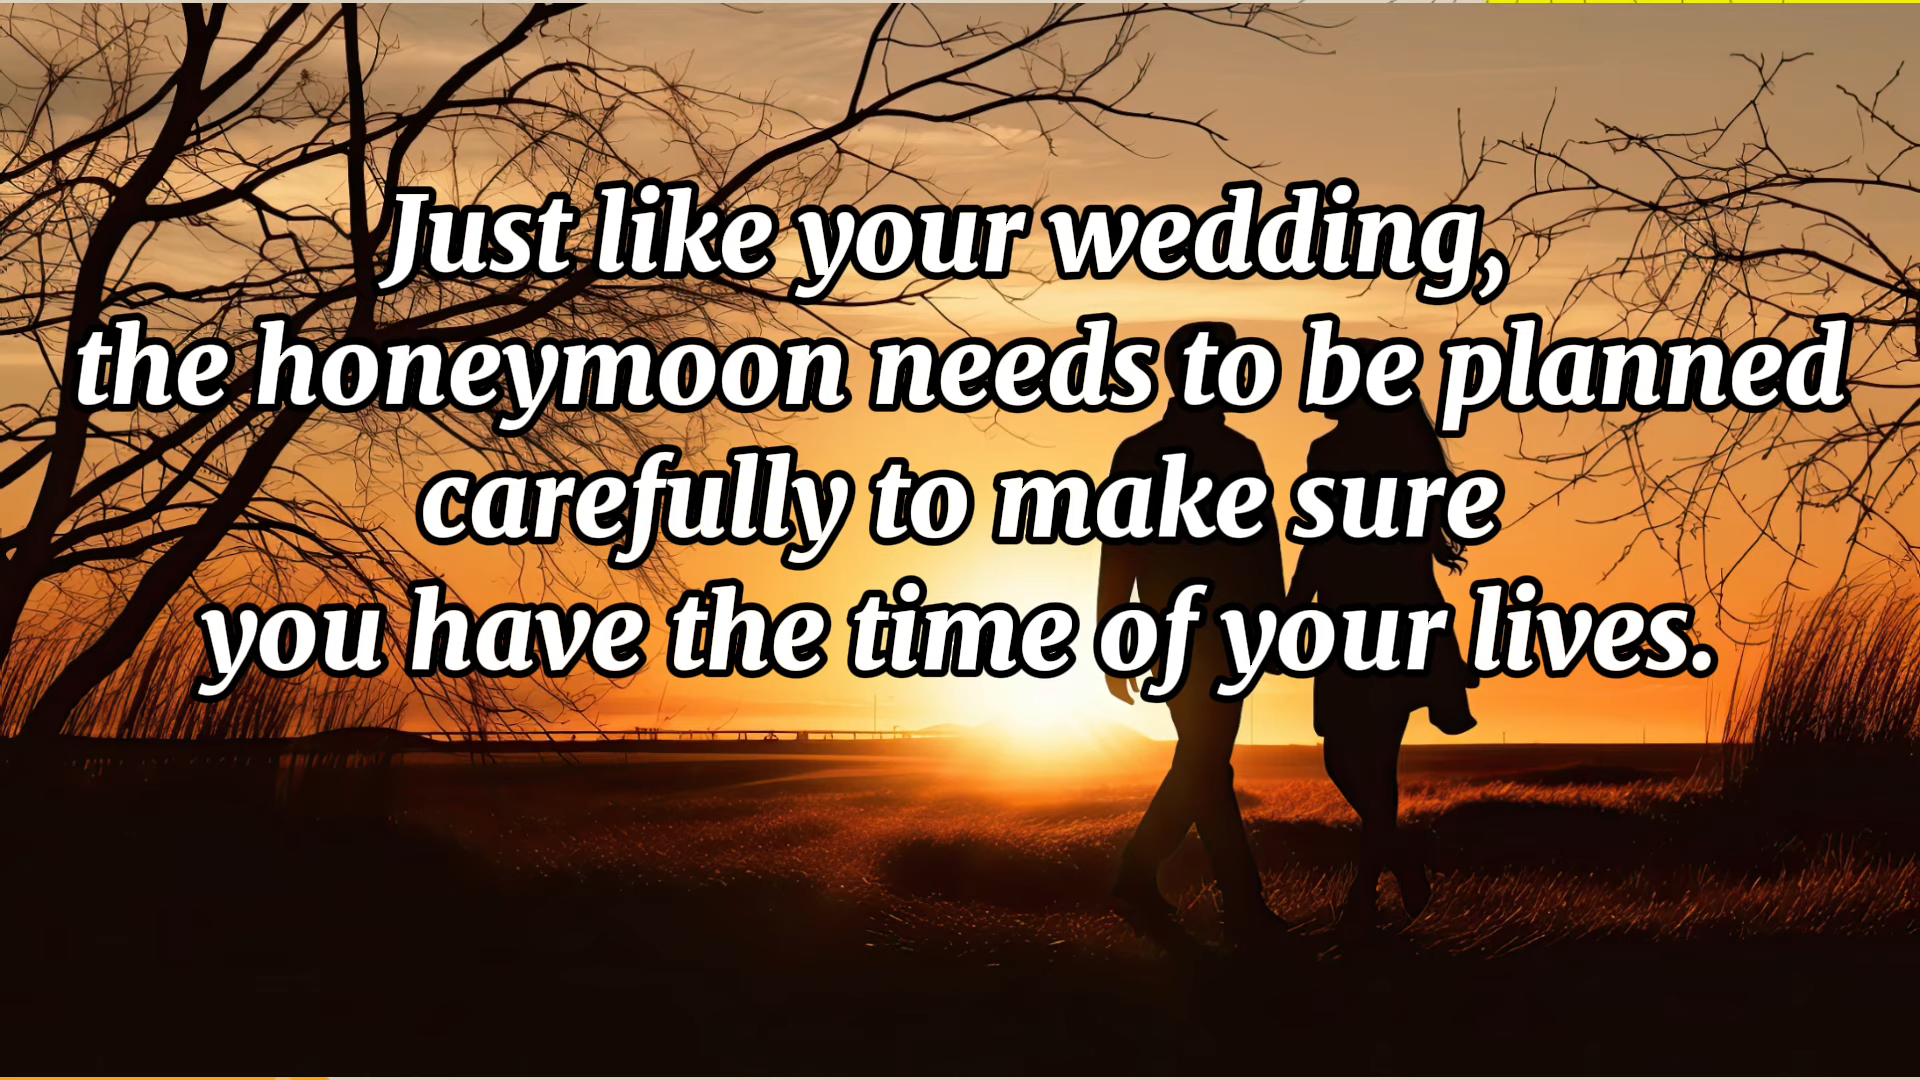 Just like your wedding,
the honeymoon needs to be planned
carefully to make sure
you have the time of your lives.